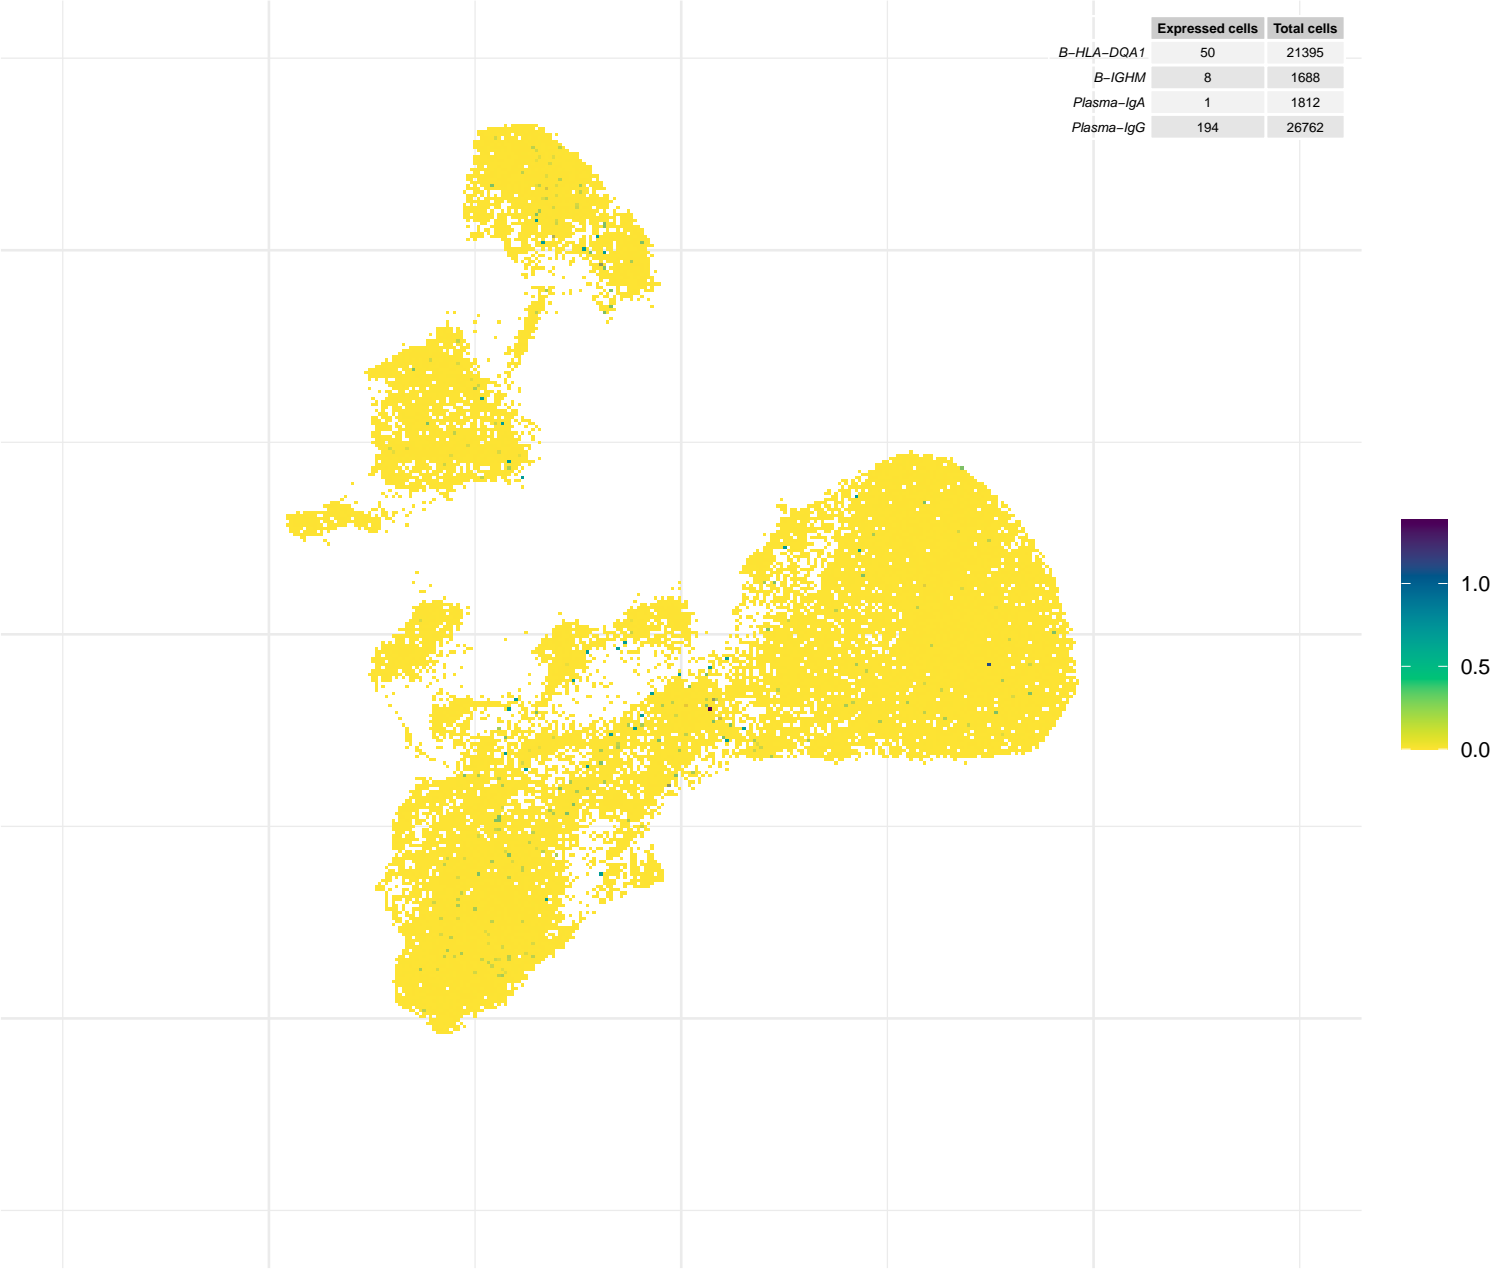 Expressed cells Total cells
B−HLA−DQA1 50 21395
B−IGHM 8 1688
Plasma−IgA 1 1812
Plasma−IgG 194 26762
1.0
0.5
0.0